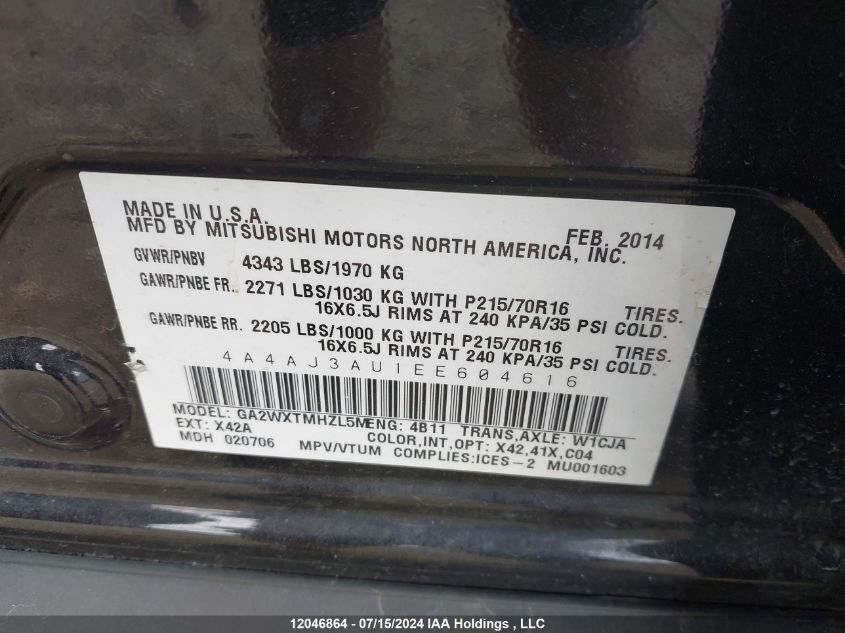 MADE IN U.S.A.
MFD BY MITSUBISHI MOTORS NORTH AMERICA, INC.
FEB 2014
GVWR/PNBV 4343 LBS/1970 KG
GAWR/PNBE FR. 2271 LBS/1030 KG WITH P215/70R16 TIRES.
16X6.5J RIMS AT 240 KPA/35 PSI COLD.
GAWR/PNBE RR. 2205 LBS/1000 KG WITH P215/70R16 TIRES.
16X6.5J RIMS AT 240 KPA/35 PSI COLD.
4A4AJ3AU1EE604616
MODEL: GA2WXTMHZL5M ENG: 4B11 TRANS,AXLE: W1CJA
EXT: X42A COLOR,INT,OPT: X42,41X,C04
MDH 020706 MPV/VTUM COMPLIES:ICES-2 MU001603
12046864 - 07/15/2024 IAA Holdings , LLC